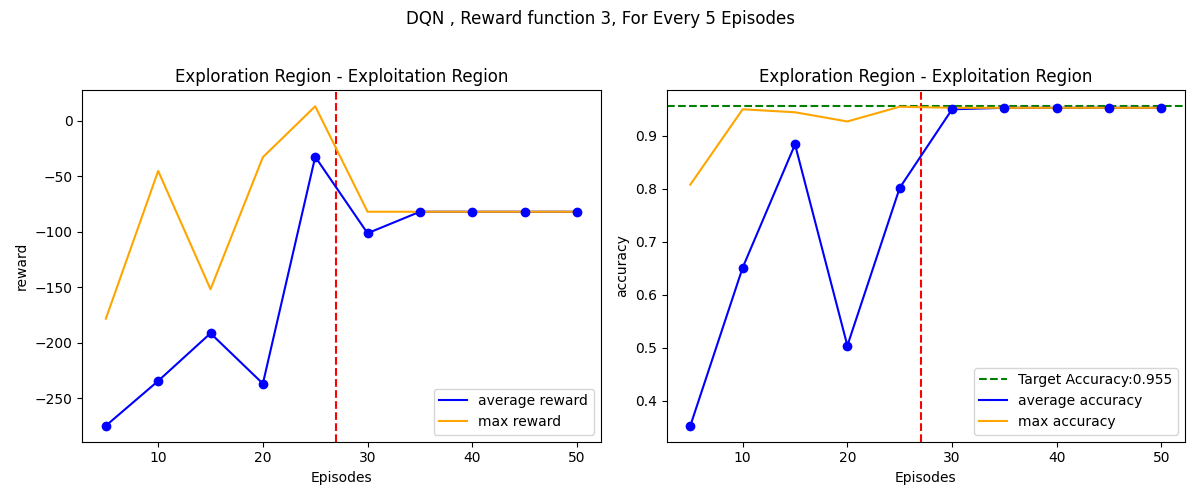 DQN , Reward function 3, For Every 5 Episodes
Exploration Region - Exploitation Region
0
−50
−100
−150
−200
−250
reward
10
20
30
40
50
Episodes
average reward
max reward
Exploration Region - Exploitation Region
0.9
0.8
0.7
0.6
0.5
0.4
accuracy
10
20
30
40
50
Episodes
Target Accuracy:0.955
average accuracy
max accuracy